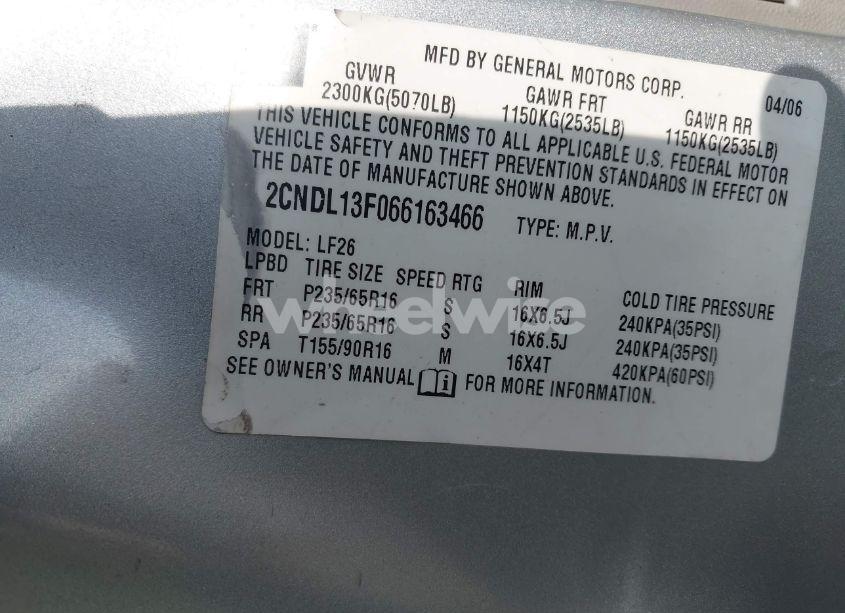 MFD BY GENERAL MOTORS CORP. 04/06
GVWR GAWR FRT GAWR RR
2300KG(5070LB) 1150KG(2535LB) 1150KG(2535LB)
THIS VEHICLE CONFORMS TO ALL APPLICABLE U.S. FEDERAL MOTOR
VEHICLE SAFETY AND THEFT PREVENTION STANDARDS IN EFFECT ON
THE DATE OF MANUFACTURE SHOWN ABOVE.
2CNDL13F066163466 TYPE: M.P.V.
MODEL: LF26
LPBD TIRE SIZE SPEED RTG RIM COLD TIRE PRESSURE
FRT P235/65R16 S 16X6.5J 240KPA(35PSI)
RR P235/65R16 S 16X6.5J 240KPA(35PSI)
SPA T155/90R16 M 16X4T 420KPA(60PSI)
SEE OWNER'S MANUAL i FOR MORE INFORMATION.
wheelwire